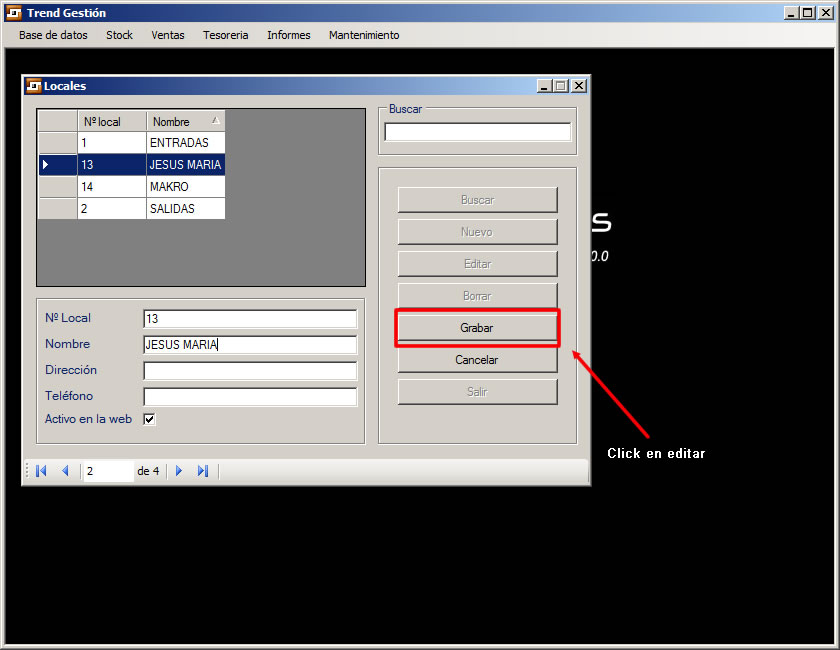 Trend Gestión
Base de datos Stock Ventas Tesoreria Informes Mantenimiento
Locales
Nº local Nombre
1 ENTRADAS
13 JESUS MARIA
14 MAKRO
2 SALIDAS
Buscar
Buscar
Nuevo
Editar
Borrar
Grabar
Cancelar
Salir
Nº Local 13
Nombre JESUS MARIA
Dirección
Teléfono
Activo en la web
2 de 4
S
0.0
Click en editar